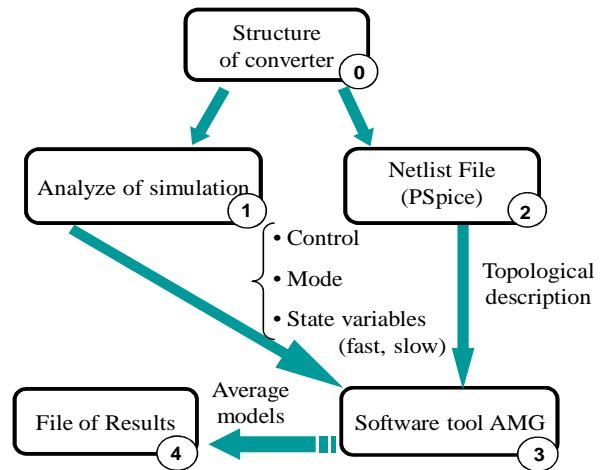 Structure
of converter
0
Analyze of simulation
1
Netlist File
(PSpice)
2
• Control
• Mode
• State variables
(fast, slow)
Topological
description
Average
models
File of Results
4
Software tool AMG
3